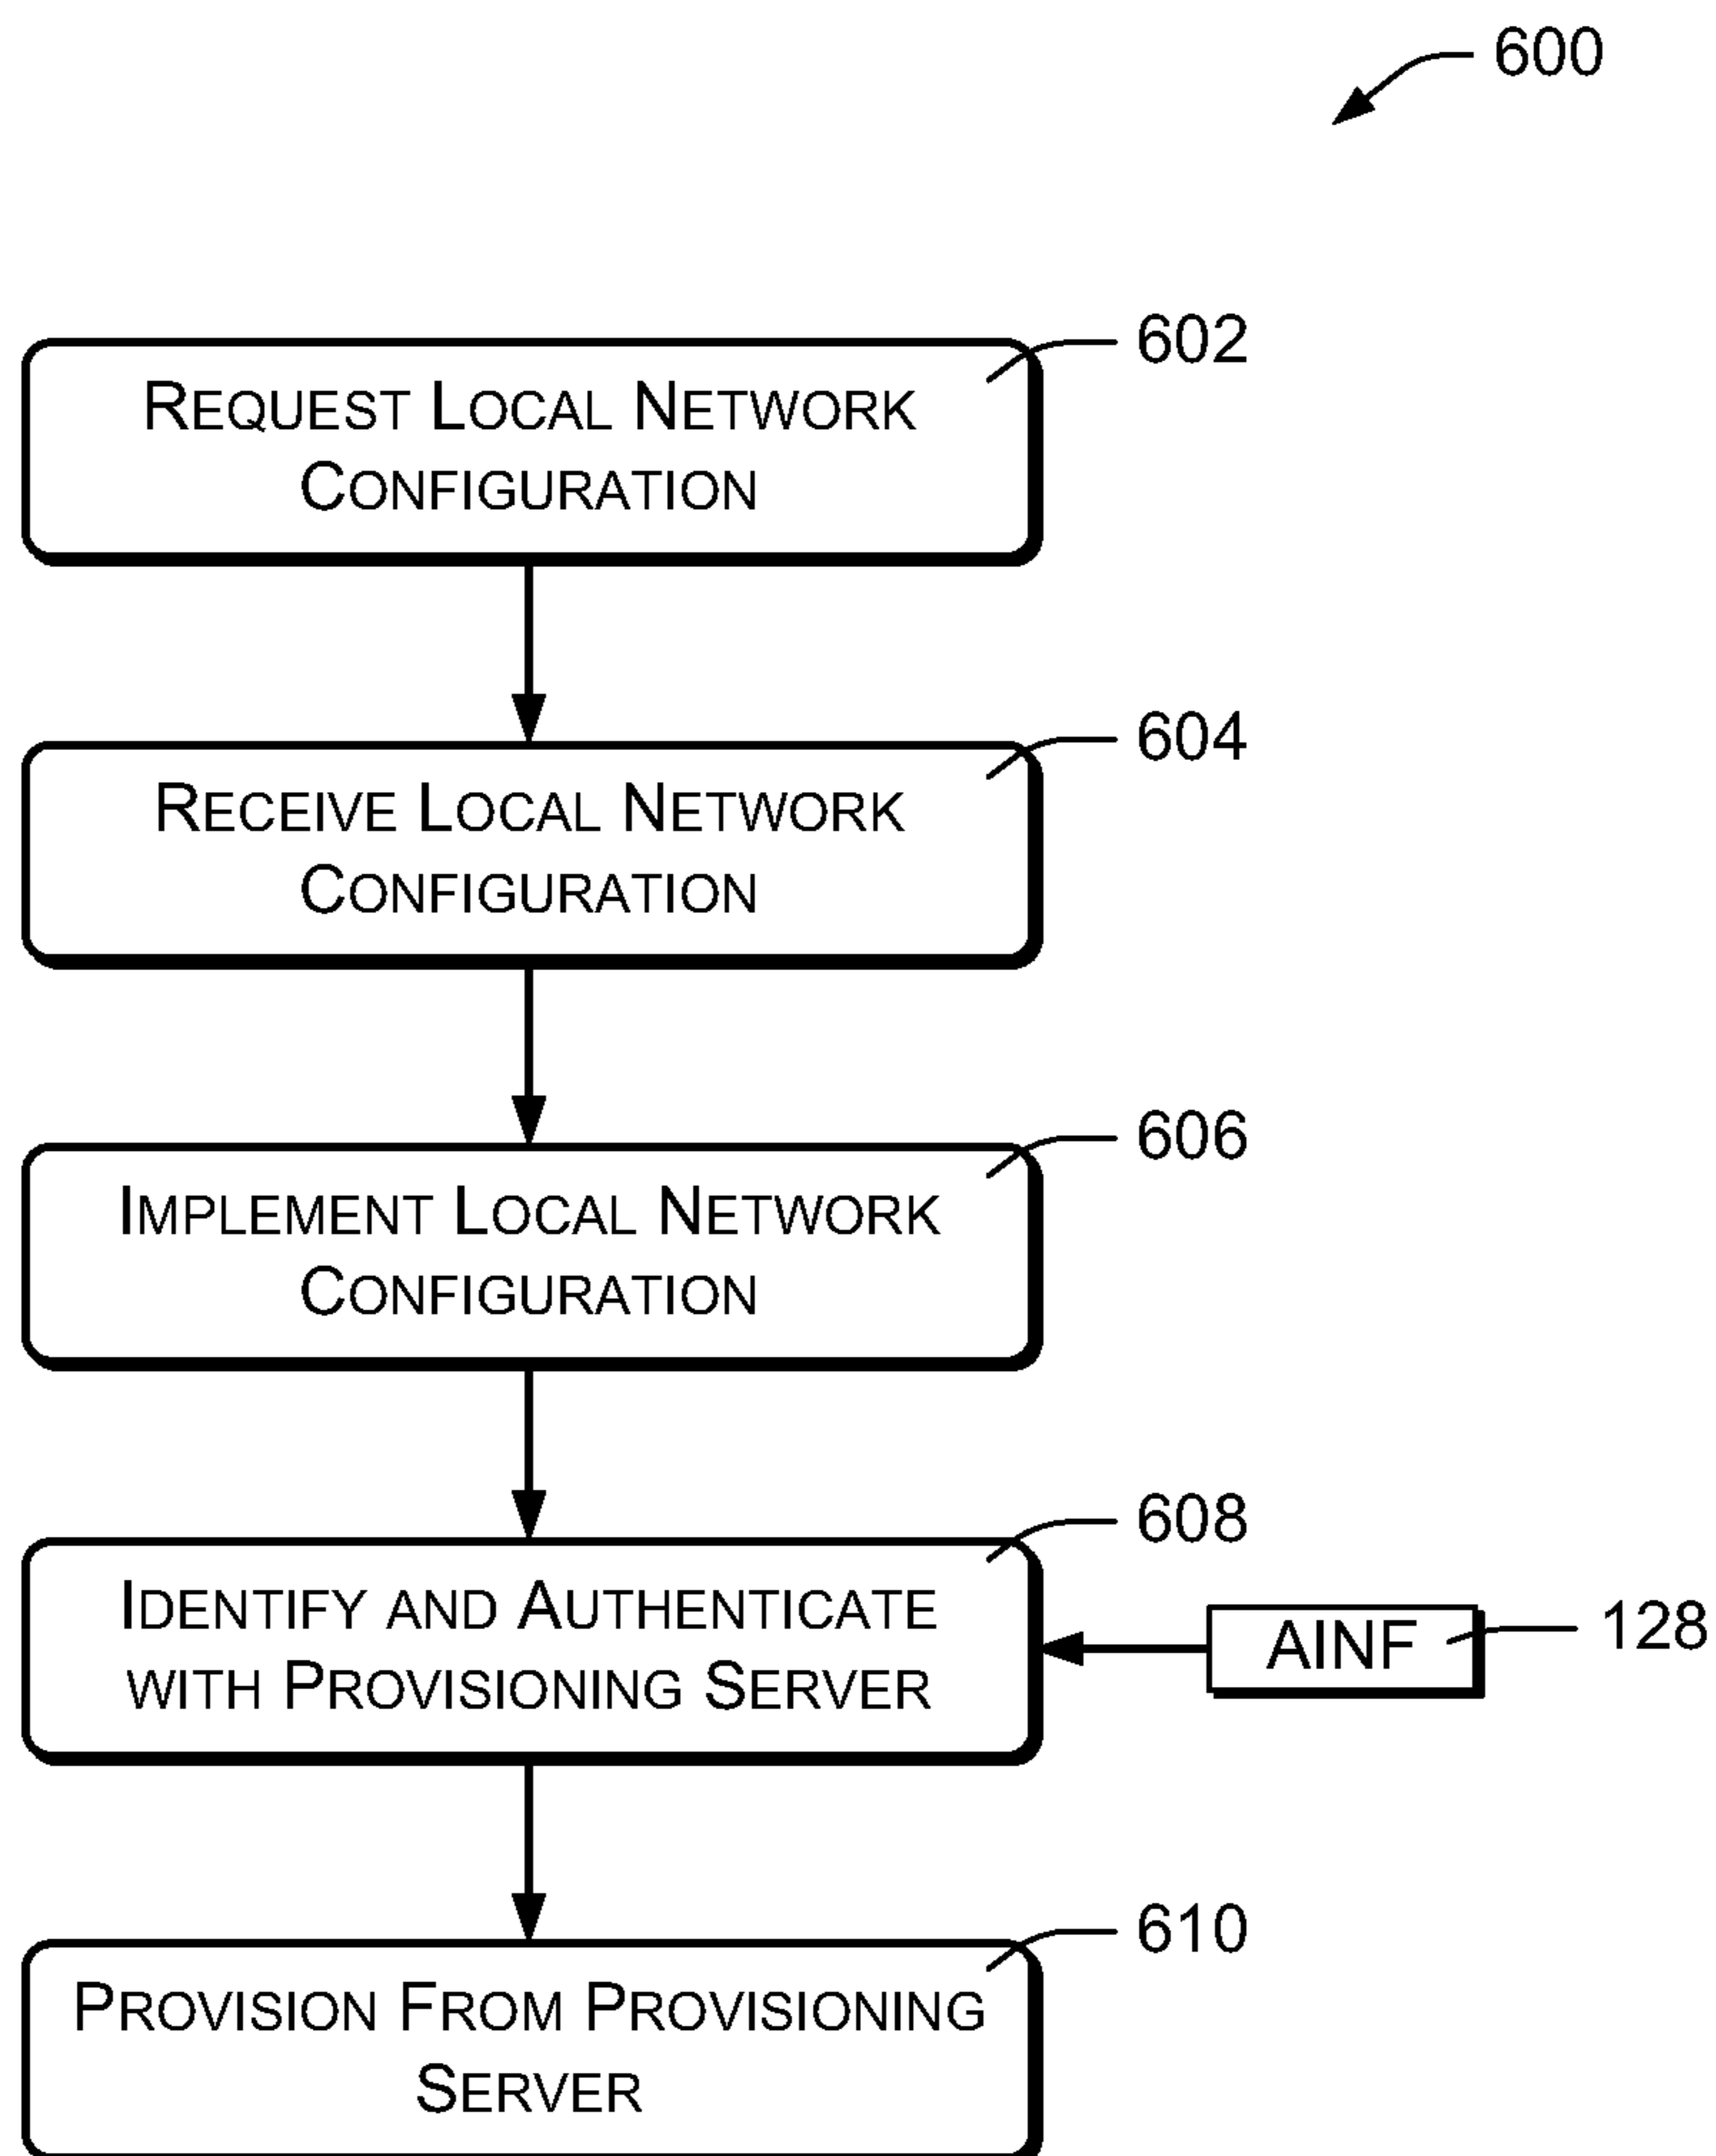 600
602
REQUEST LOCAL NETWORK
CONFIGURATION
604
RECEIVE LOCAL NETWORK
CONFIGURATION
606
IMPLEMENT LOCAL NETWORK
CONFIGURATION
608
IDENTIFY AND AUTHENTICATE
WITH PROVISIONING SERVER
AINF
128
610
PROVISION FROM PROVISIONING
SERVER